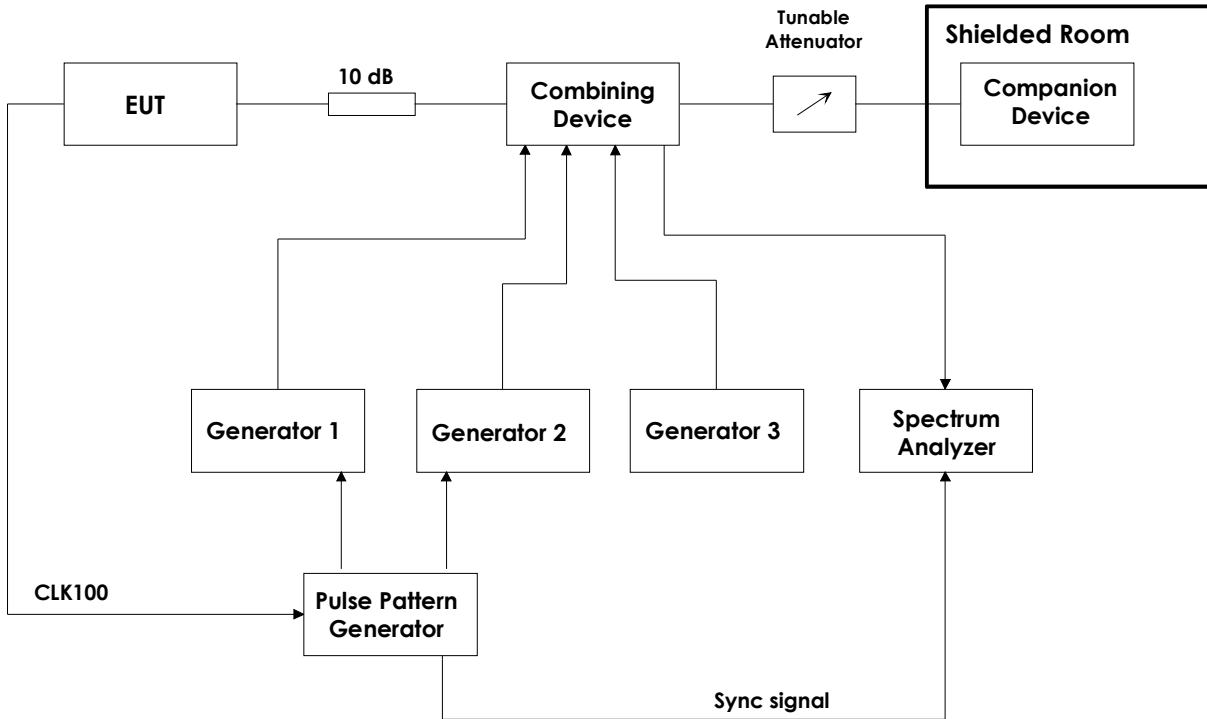 Tunable
Attenuator
Shielded Room
10 dB
EUT
Combining
Device
Companion
Device
Generator 1
Generator 2
Generator 3
Spectrum
Analyzer
CLK100
Pulse Pattern
Generator
Sync signal